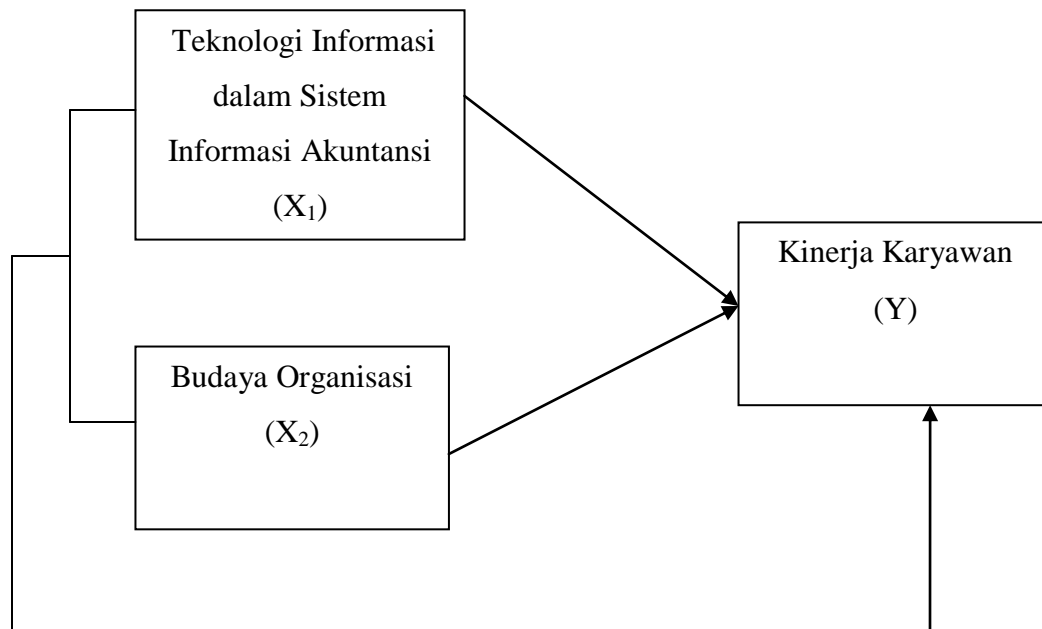 Teknologi Informasi
dalam Sistem
Informasi Akuntansi
(X₁)
Kinerja Karyawan
(Y)
Budaya Organisasi
(X₂)